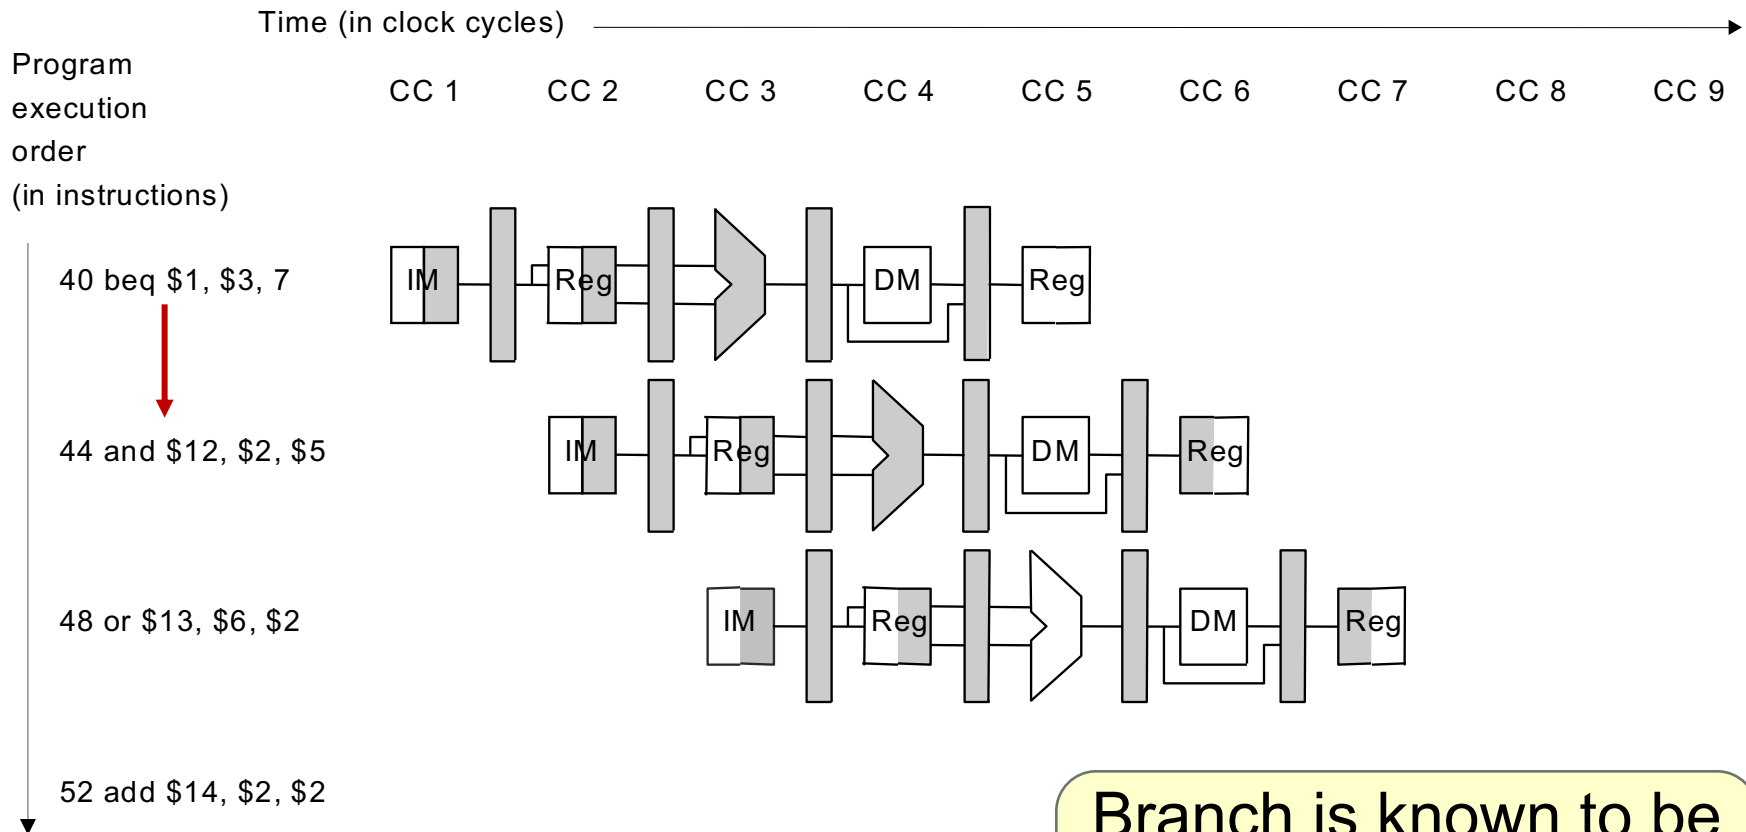 Time (in clock cycles)
Program
execution
order
(in instructions)
CC 1 CC 2 CC 3 CC 4 CC 5 CC 6 CC 7 CC 8 CC 9
40 beq $1, $3, 7
IM Reg DM Reg
44 and $12, $2, $5
IM Reg DM Reg
48 or $13, $6, $2
IM Reg DM Reg
52 add $14, $2, $2
Branch is known to be